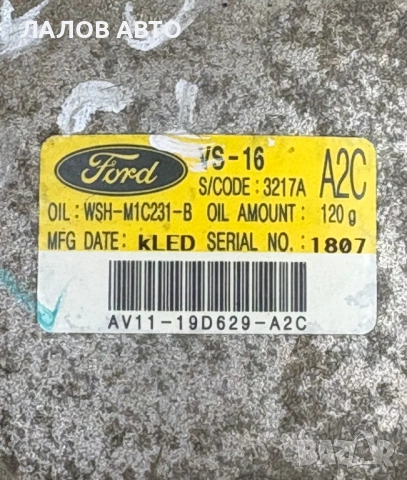 ЛАЛОВ АВТО
Ford
VS-16
S/CODE : 3217A
A2C
OIL : WSH-M1C231-B OIL AMOUNT : 120 g
MFG DATE: kLED SERIAL NO. : 1807
AV11-19D629-A2C
BAZAR